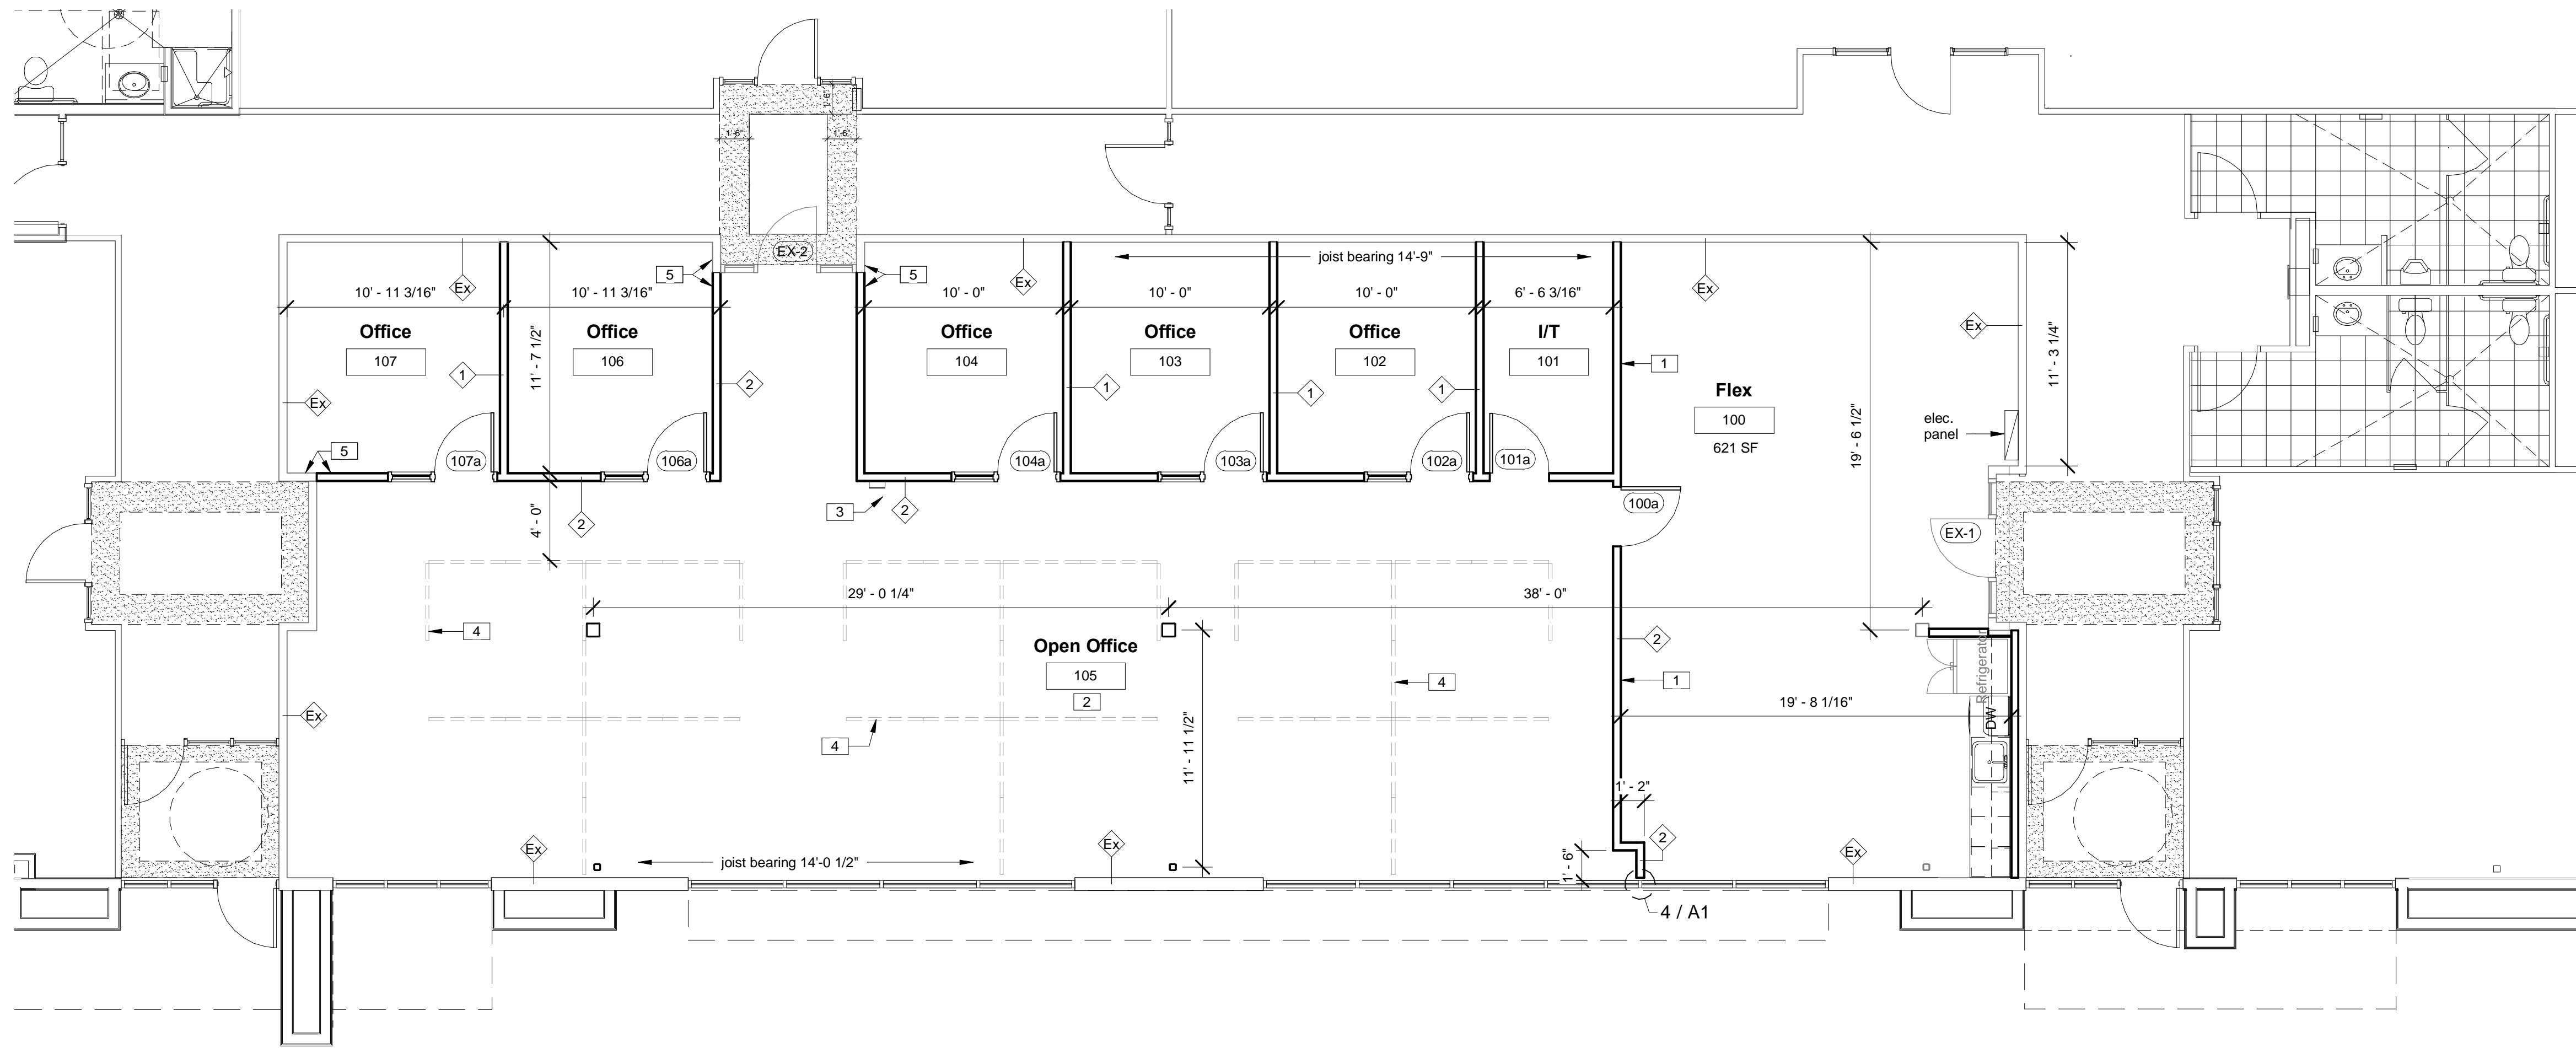 1'-6"
1'-6"
1'-6"
EX-2
5
5
Ex
Ex
joist bearing 14'-9"
Ex
10' - 11 3/16"
10' - 11 3/16"
10' - 0"
10' - 0"
10' - 0"
6' - 6 3/16"
Office
107
Office
106
Office
104
Office
103
Office
102
I/T
101
Ex
11' - 7 1/2"
11' - 3 1/4"
1
2
1
1
1
1
Flex
100
621 SF
Ex
19' - 6 1/2"
elec.
panel
5
107a
106a
104a
103a
102a
101a
100a
3
2
2
4' - 0"
EX-1
29' - 0 1/4"
38' - 0"
4
Open Office
105
2
2
4
1
Refrigerator
DW
19' - 8 1/16"
Ex
4
11' - 11 1/2"
1' - 2"
2
Ex
Ex
Ex
joist bearing 14'-0 1/2"
1' - 6"
4 / A1